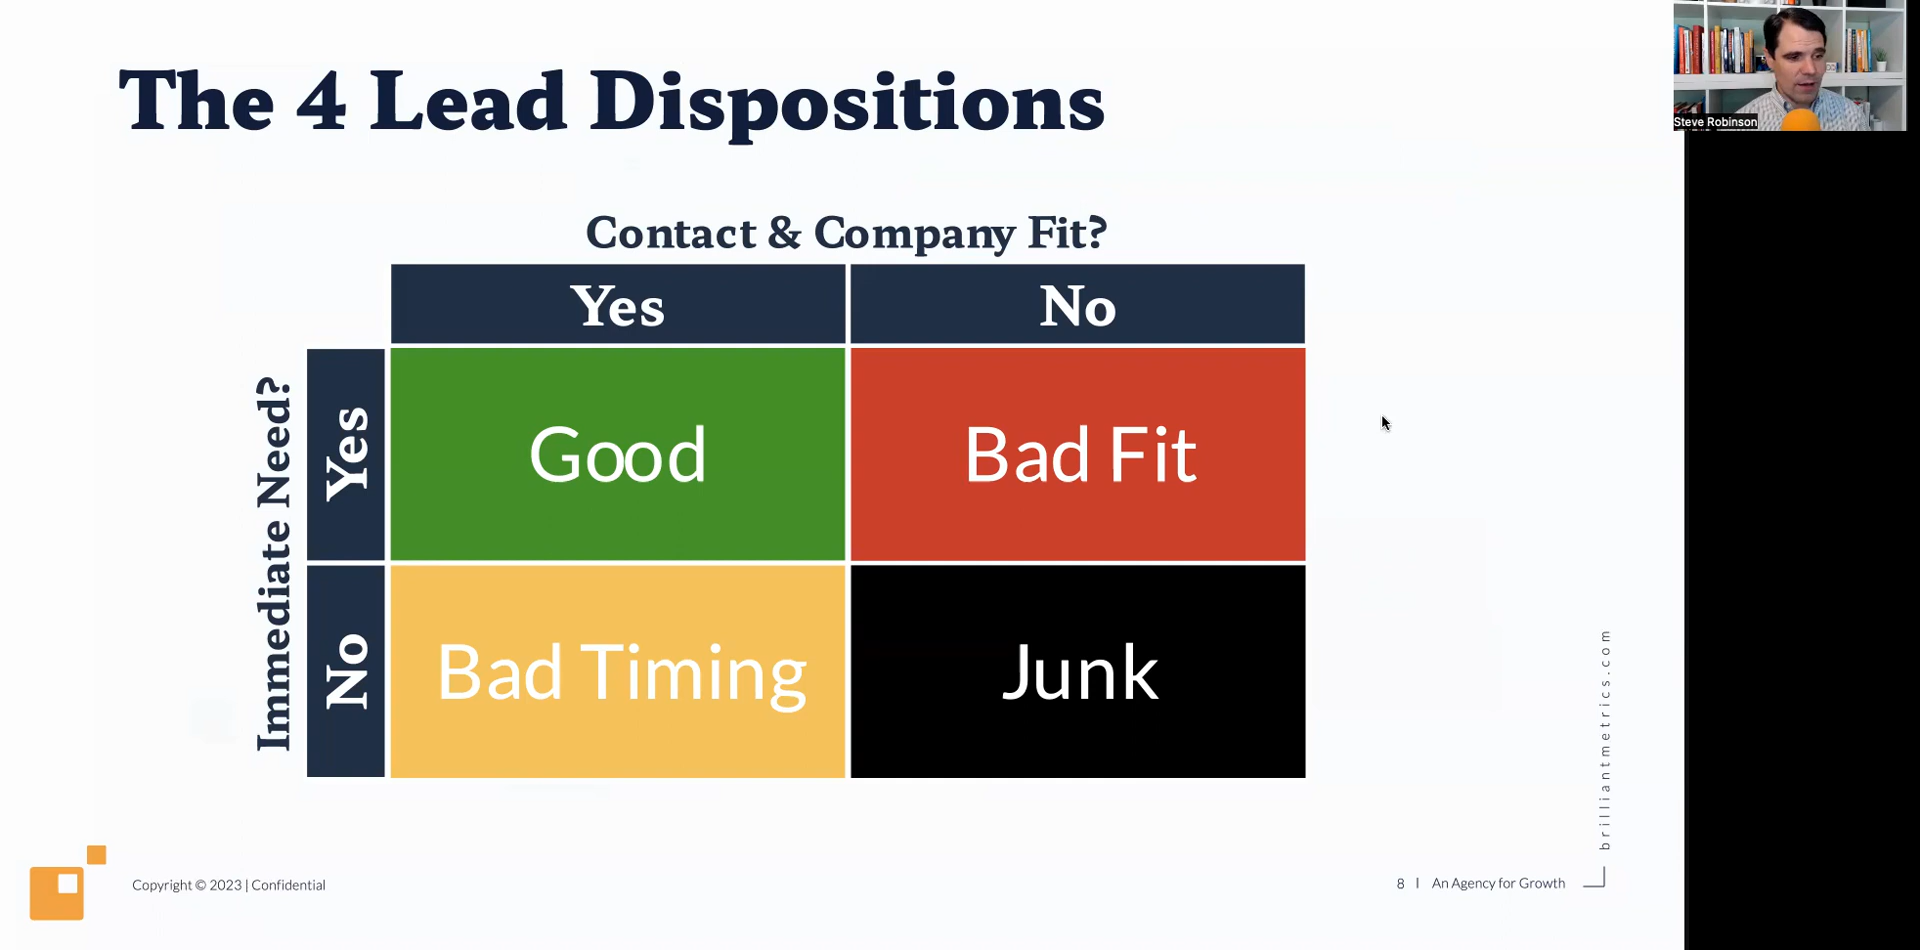 The 4 Lead Dispositions
Steve Robinson
Contact & Company Fit?
Yes
No
Immediate Need?
Yes
Good
Bad Fit
No
Bad Timing
Junk
brilliantmetrics.com
Copyright © 2023 | Confidential
8 | An Agency for Growth